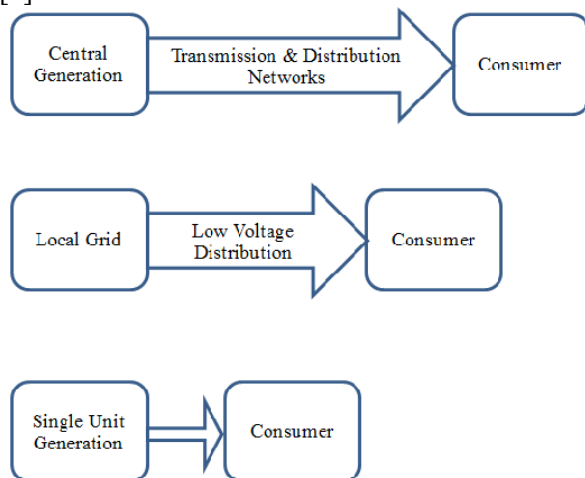 Central
Generation
Transmission & Distribution
Networks
Consumer
Local Grid
Low Voltage
Distribution
Consumer
Single Unit
Generation
Consumer